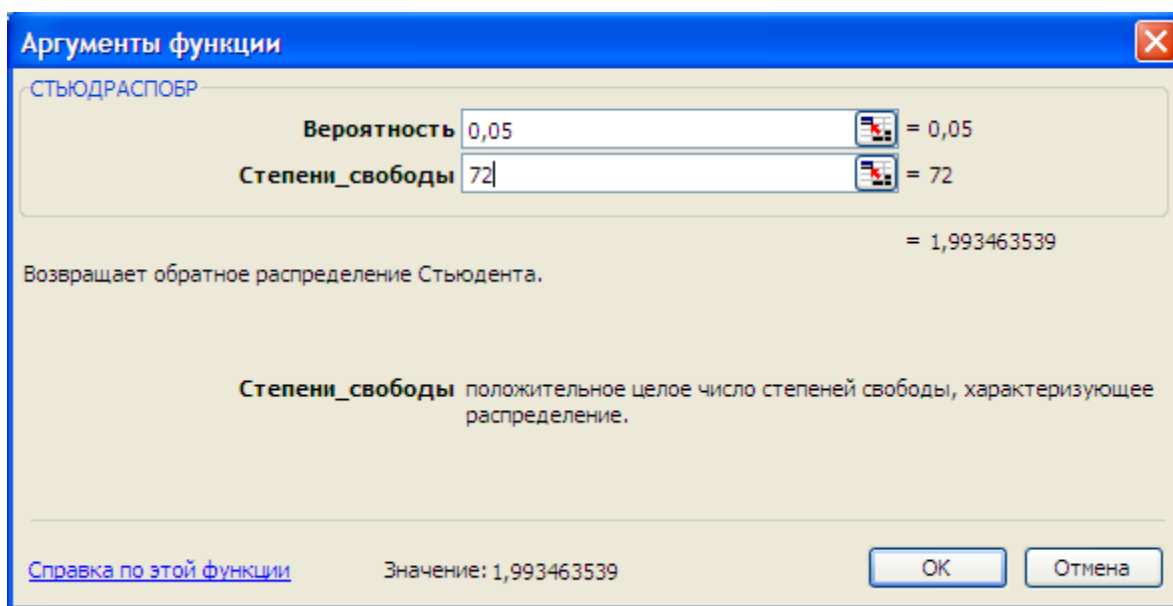 Аргументы функции
СТЬЮДРАСПОБР
Вероятность 0,05 = 0,05
Степени_свободы 72 = 72
= 1,993463539
Возвращает обратное распределение Стьюдента.
Степени_свободы положительное целое число степеней свободы, характеризующее
распределение.
Справка по этой функции Значение: 1,993463539 ОК Отмена